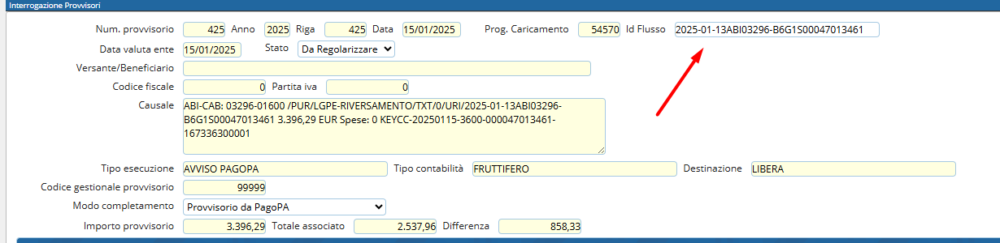 Interrogazione Provvisori
Num. provvisorio 425 Anno 2025 Riga 425 Data 15/01/2025 Prog. Caricamento 54570 Id Flusso 2025-01-13ABI03296-B6G1S00047013461
Data valuta ente 15/01/2025 Stato Da Regolarizzare
Versante/Beneficiario
Codice fiscale 0 Partita iva 0
Causale ABI-CAB: 03296-01600 /PUR/LGPE-RIVERSAMENTO/TXT/0/URI/2025-01-13ABI03296-
B6G1S00047013461 3.396,29 EUR Spese: 0 KEYCC-20250115-3600-000047013461-
167336300001
Tipo esecuzione AVVISO PAGOPA Tipo contabilità FRUTTIFERO Destinazione LIBERA
Codice gestionale provvisorio 99999
Modo completamento Provvisorio da PagoPA
Importo provvisorio 3.396,29 Totale associato 2.537,96 Differenza 858,33